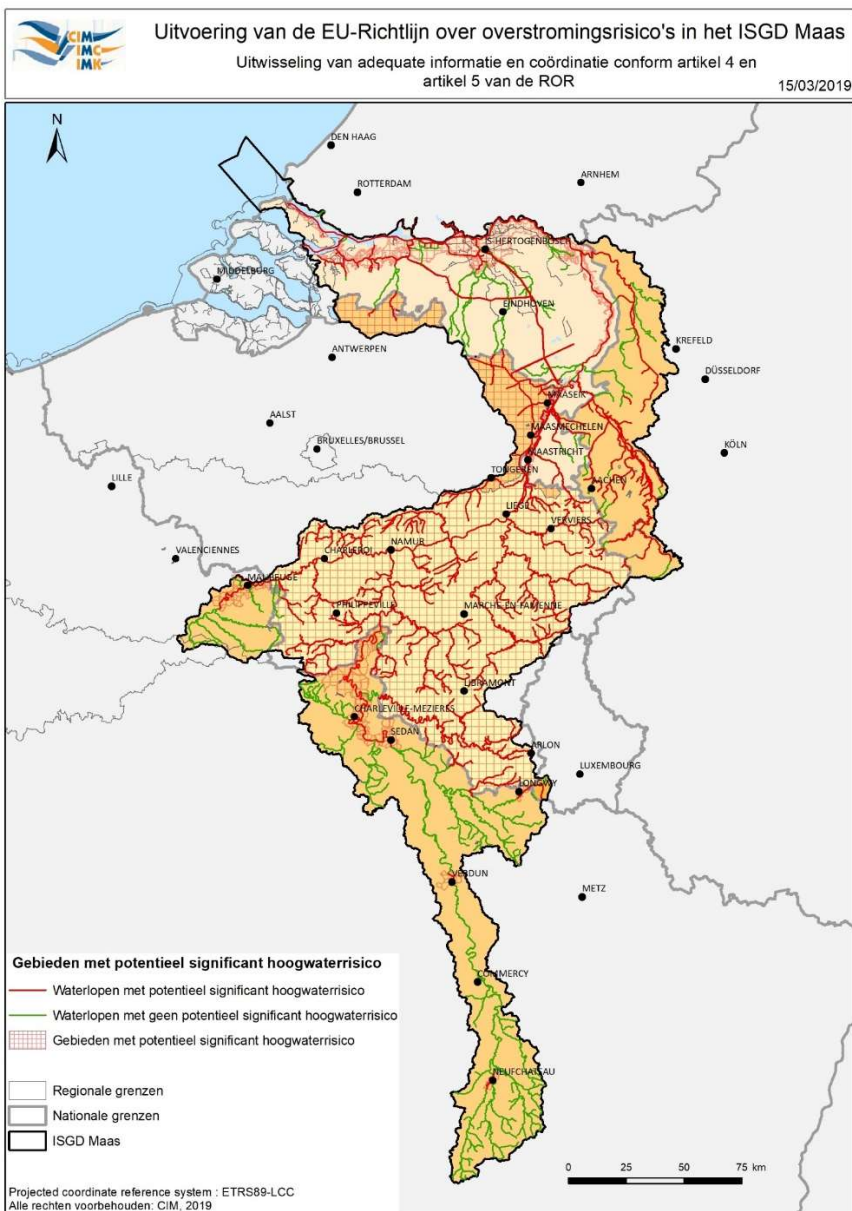 CIM
IMC
IMK
Uitvoering van de EU-Richtlijn over overstromingsrisico's in het ISGD Maas
Uitwisseling van adequate informatie en coördinatie conform artikel 4 en
artikel 5 van de ROR
15/03/2019
N
DEN HAAG
ROTTERDAM
ARNHEM
'S-HERTOGENBOSCH
MIDDELBURG
EINDHOVEN
KREFELD
ANTWERPEN
DÜSSELDORF
MAASEIK
AALST
MAASMECHELEN
BRUXELLES/BRUSSEL
KÖLN
MAASTRICHT
TONGEREN
LILLE
AACHEN
LIEGE
VERVIERS
NAMUR
VALENCIENNES
CHARLEROI
MAUBEUGE
PHILIPPEVILLE
MARCHE-EN-FAMENNE
LIBRAMONT
CHARLEVILLE-MEZIERES
SEDAN
ARLON
LUXEMBOURG
LONGWY
VERDUN
METZ
COMMERCY
NEUFCHATEAU
Gebieden met potentieel significant hoogwaterrisico
Waterlopen met potentieel significant hoogwaterrisico
Waterlopen met geen potentieel significant hoogwaterrisico
Gebieden met potentieel significant hoogwaterrisico
Regionale grenzen
Nationale grenzen
ISGD Maas
0 25 50 75 km
Projected coordinate reference system : ETRS89-LCC
Alle rechten voorbehouden: CIM, 2019